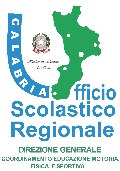 CALABRIA
Ufficio
Scolastico
Regionale
DIREZIONE GENERALE
COORDINAMENTO EDUCAZIONE MOTORIA,
FISICA E SPORTIVA